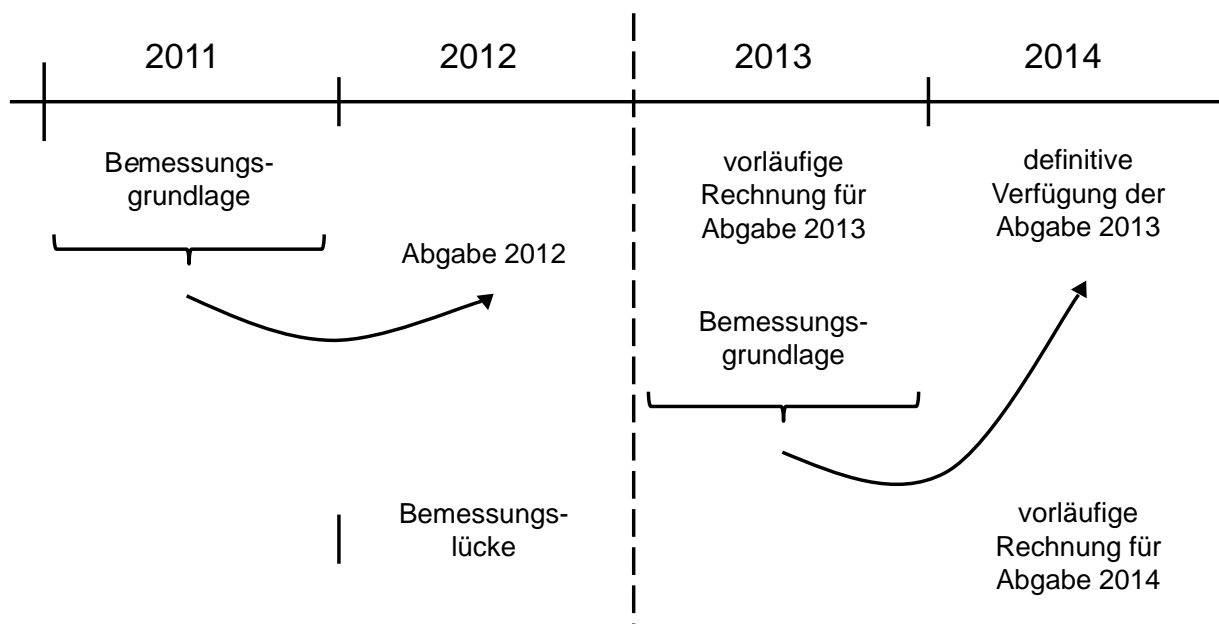 2011
2012
2013
2014
Bemessungs-
grundlage
Abgabe 2012
vorläufige
Rechnung für
Abgabe 2013
definitive
Verfügung der
Abgabe 2013
Bemessungs-
grundlage
Bemessungs-
lücke
vorläufige
Rechnung für
Abgabe 2014